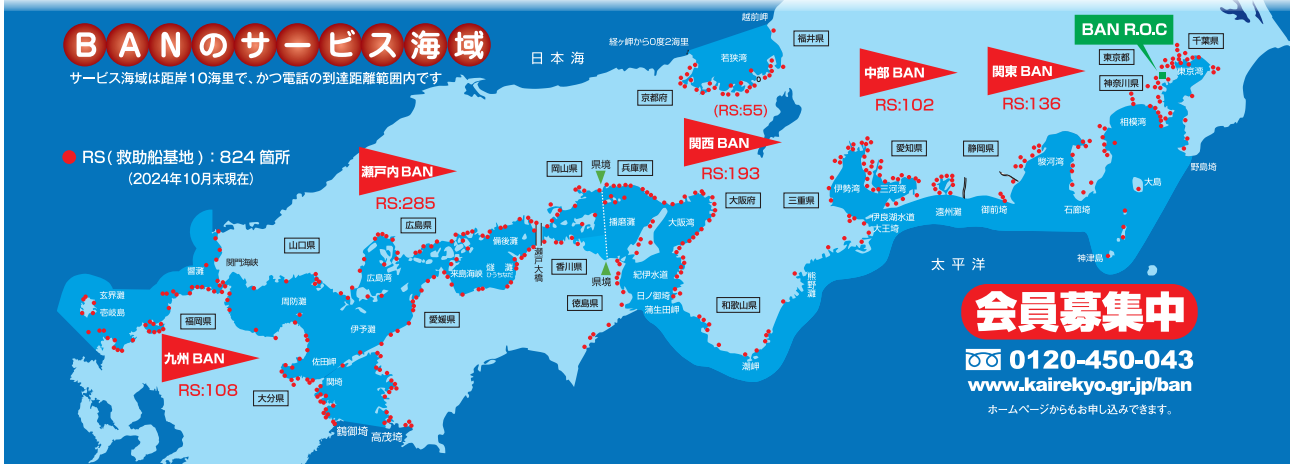 BANのサービス海域
サービス海域は距岸10海里で、かつ電話の到達距離範囲内です
RS(救助船基地):824箇所
(2024年10月末現在)
日本海
経ヶ岬から0度2海里
越前岬
福井県
若狭湾
京都府
(RS:55)
中部 BAN
RS:102
関東 BAN
RS:136
BAN R.O.C
千葉県
東京都
東京湾
神奈川県
相模湾
野島埼
大島
神津島
駿河湾
石廊埼
静岡県
御前埼
遠州灘
愛知県
三河湾
伊勢湾
三重県
伊良湖水道
大王埼
太平洋
関西 BAN
RS:193
瀬戸内 BAN
RS:285
岡山県
県境
兵庫県
大阪府
播磨灘
大阪湾
広島県
備後灘
瀬戸大橋
香川県
県境
紀伊水道
日ノ御埼
蒲生田岬
徳島県
和歌山県
熊野灘
潮岬
山口県
広島湾
来島海峡
燧灘
ひうちなだ
関門海峡
響灘
周防灘
玄界灘
壱岐島
福岡県
伊予灘
愛媛県
九州 BAN
RS:108
佐田岬
関埼
大分県
鶴御埼
高茂埼
会員募集中
0120-450-043
www.kairekyo.gr.jp/ban
ホームページからもお申し込みできます。